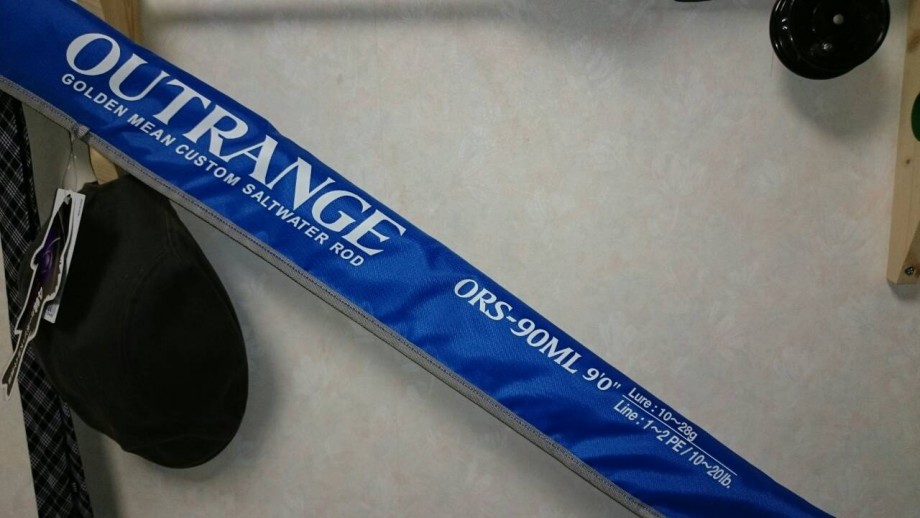 OUTRANGE
GOLDEN MEAN CUSTOM SALTWATER ROD
ORS-90ML 9'0"
Lure : 10～28g
Line : 1～2 PE / 10～20lb.